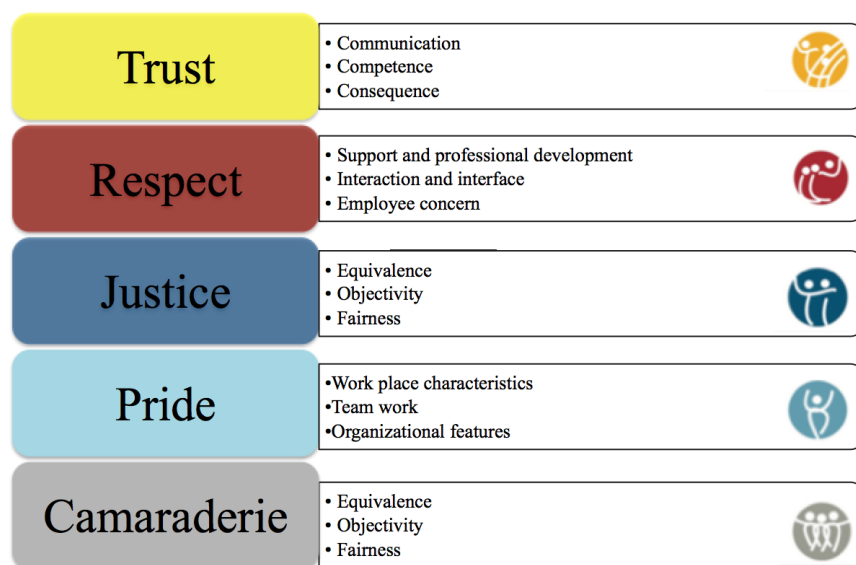 Trust
• Communication
• Competence
• Consequence
Respect
• Support and professional development
• Interaction and interface
• Employee concern
Justice
• Equivalence
• Objectivity
• Fairness
Pride
•Work place characteristics
•Team work
•Organizational features
Camaraderie
• Equivalence
• Objectivity
• Fairness